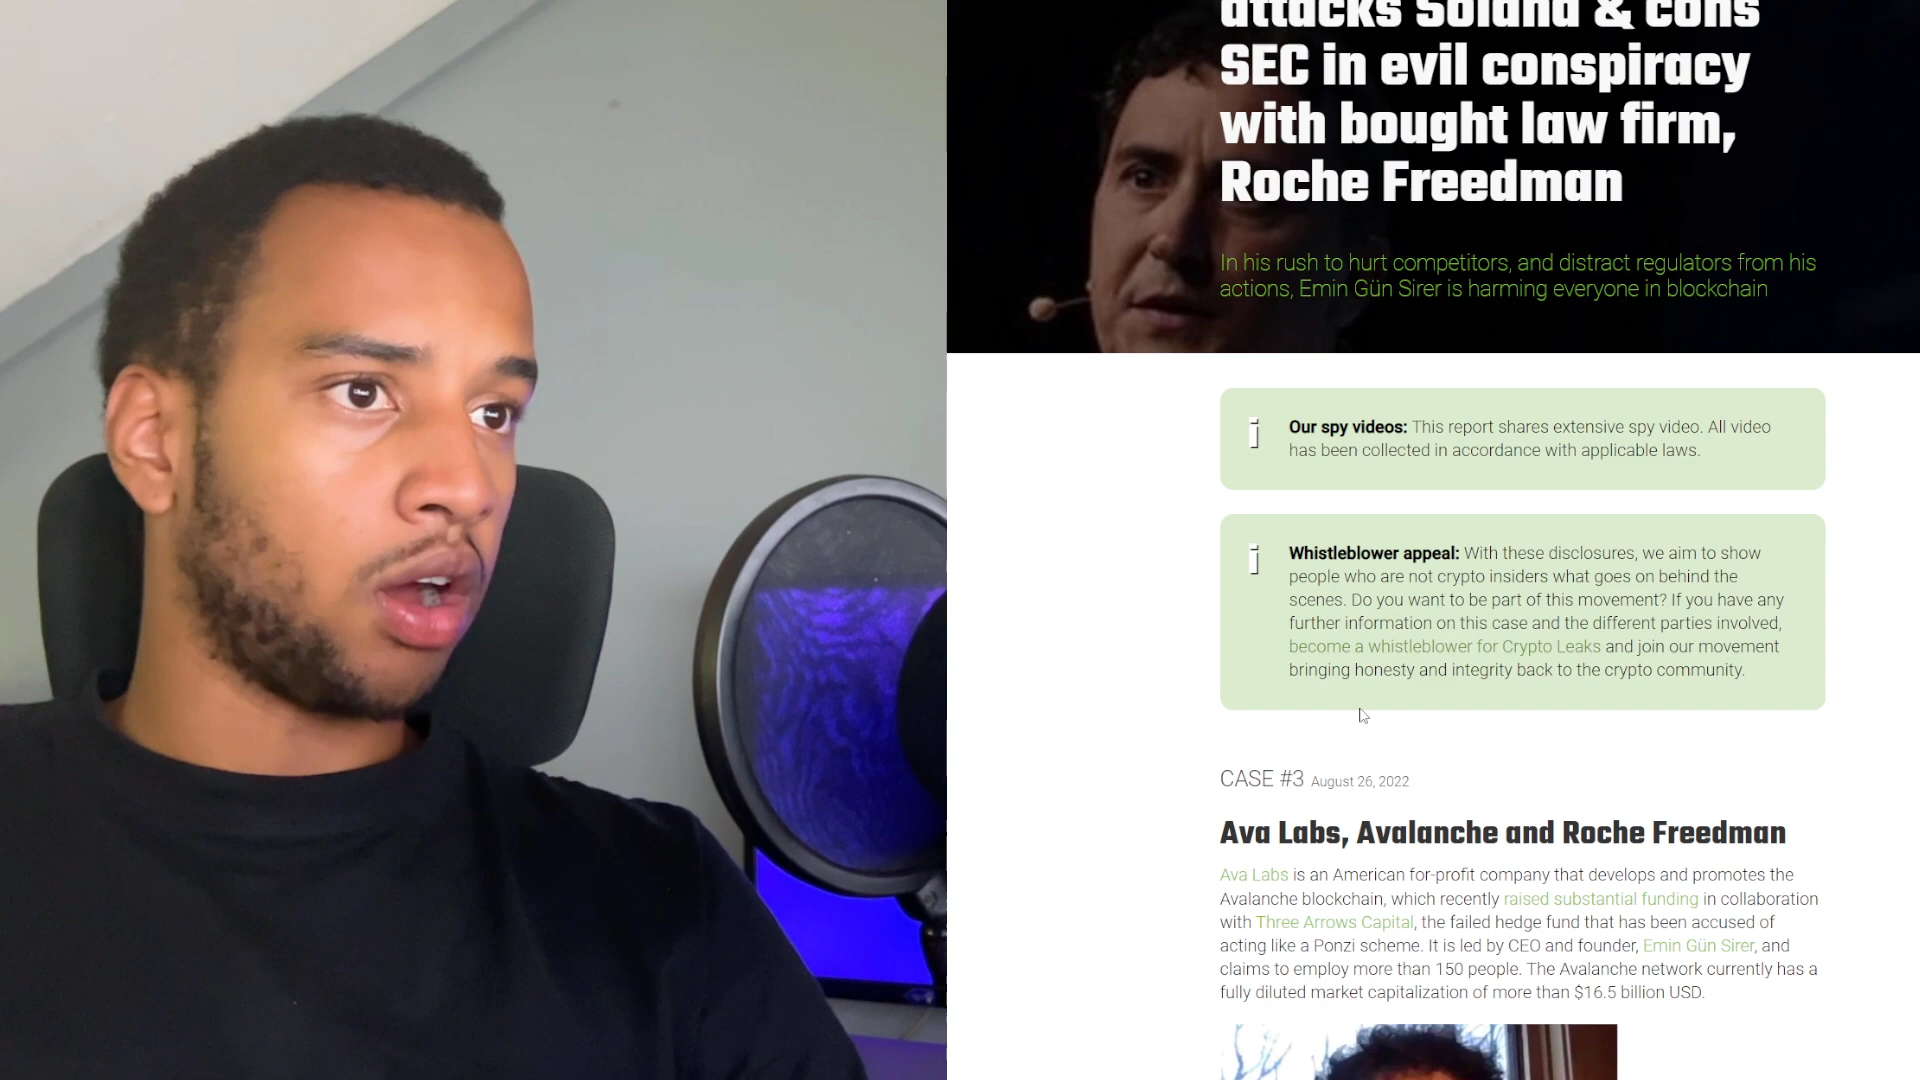 attacks Solana & cons
SEC in evil conspiracy
with bought law firm,
Roche Freedman
In his rush to hurt competitors, and distract regulators from his
actions, Emin Gün Sirer is harming everyone in blockchain
i
Our spy videos: This report shares extensive spy video. All video
has been collected in accordance with applicable laws.
i
Whistleblower appeal: With these disclosures, we aim to show
people who are not crypto insiders what goes on behind the
scenes. Do you want to be part of this movement? If you have any
further information on this case and the different parties involved,
become a whistleblower for Crypto Leaks and join our movement
bringing honesty and integrity back to the crypto community.
CASE #3 August 26, 2022
Ava Labs, Avalanche and Roche Freedman
Ava Labs is an American for-profit company that develops and promotes the
Avalanche blockchain, which recently raised substantial funding in collaboration
with Three Arrows Capital, the failed hedge fund that has been accused of
acting like a Ponzi scheme. It is led by CEO and founder, Emin Gün Sirer, and
claims to employ more than 150 people. The Avalanche network currently has a
fully diluted market capitalization of more than $16.5 billion USD.